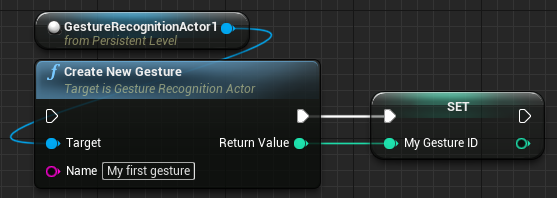 GestureRecognitionActor1
from Persistent Level
f Create New Gesture
Target is Gesture Recognition Actor
SET
Target
Return Value
My Gesture ID
Name My first gesture